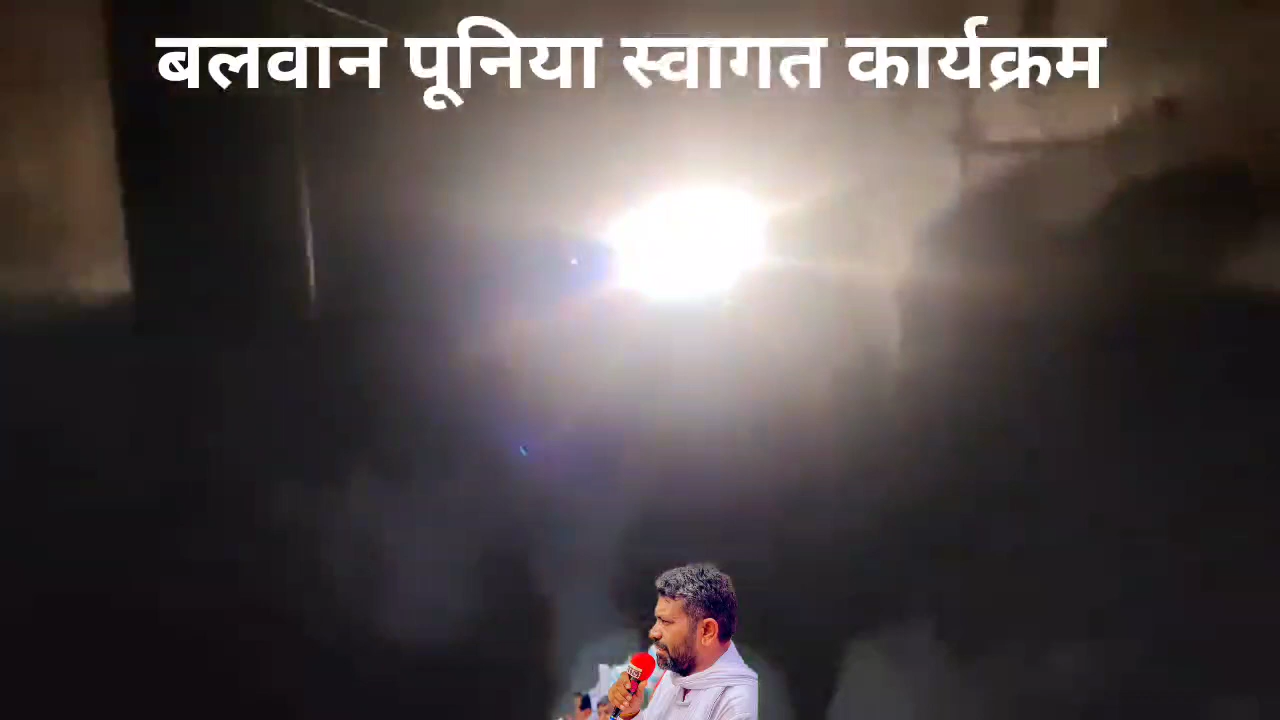 बलवान पूनिया स्वागत कार्यक्रम